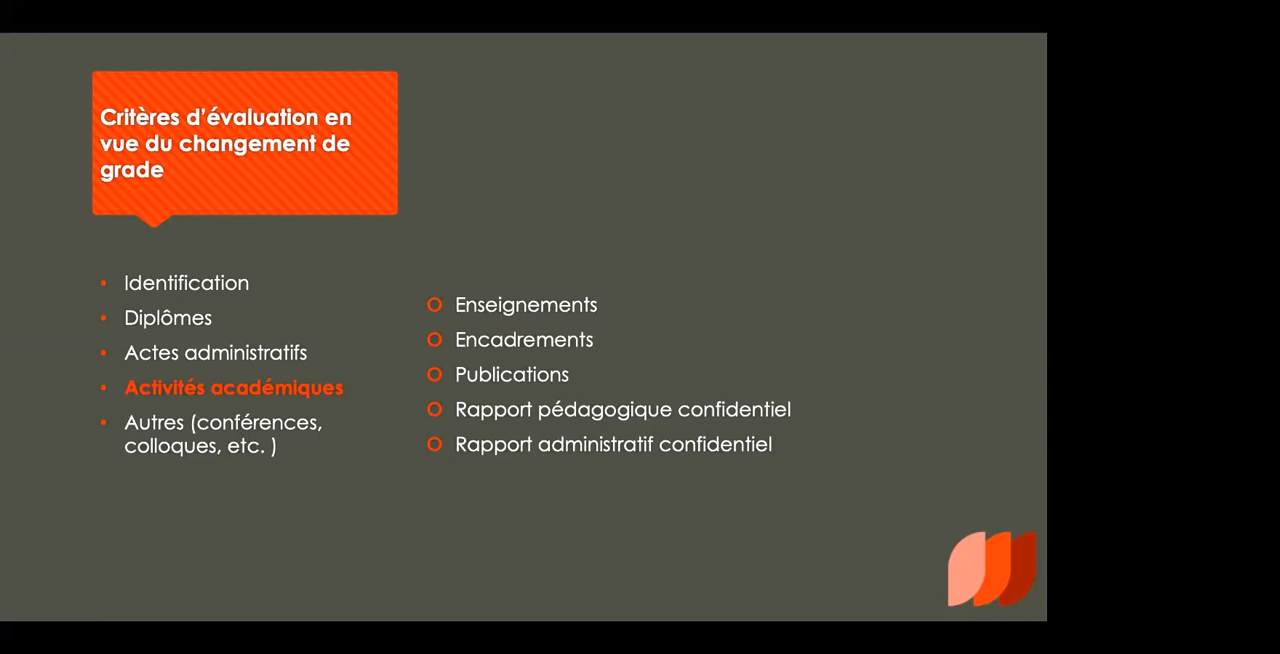 Critères d'évaluation en
vue du changement de
grade
• Identification
• Diplômes
• Actes administratifs
• Activités académiques
• Autres (conférences,
colloques, etc. )
Enseignements
Encadrements
Publications
Rapport pédagogique confidentiel
Rapport administratif confidentiel